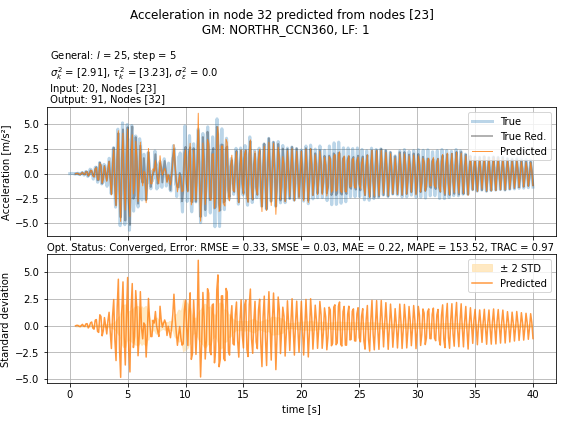 Acceleration in node 32 predicted from nodes [23]
GM: NORTHR_CCN360, LF: 1
General: l = 25, step = 5
σ²ₖ = [2.91], τ²ₖ = [3.23], σ²ε = 0.0
Input: 20, Nodes [23]
Output: 91, Nodes [32]
Acceleration [m/s²]
5.0
2.5
0.0
−2.5
−5.0
True
True Red.
Predicted
Opt. Status: Converged, Error: RMSE = 0.33, SMSE = 0.03, MAE = 0.22, MAPE = 153.52, TRAC = 0.97
Standard deviation
5.0
2.5
0.0
−2.5
−5.0
± 2 STD
Predicted
0 5 10 15 20 25 30 35 40
time [s]